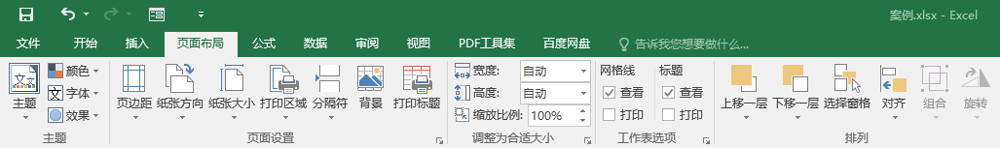 案例.xlsx - Excel
文件 开始 插入 页面布局 公式 数据 审阅 视图 PDF工具集 百度网盘 告诉我您想要做什么...
主题 颜色 字体 效果 页边距 纸张方向 纸张大小 打印区域 分隔符 背景 打印标题 宽度: 自动 高度: 自动 缩放比例: 100% 网格线 查看 打印 标题 查看 打印 上移一层 下移一层 选择窗格 对齐 组合 旋转
主题 页面设置 调整为合适大小 工作表选项 排列